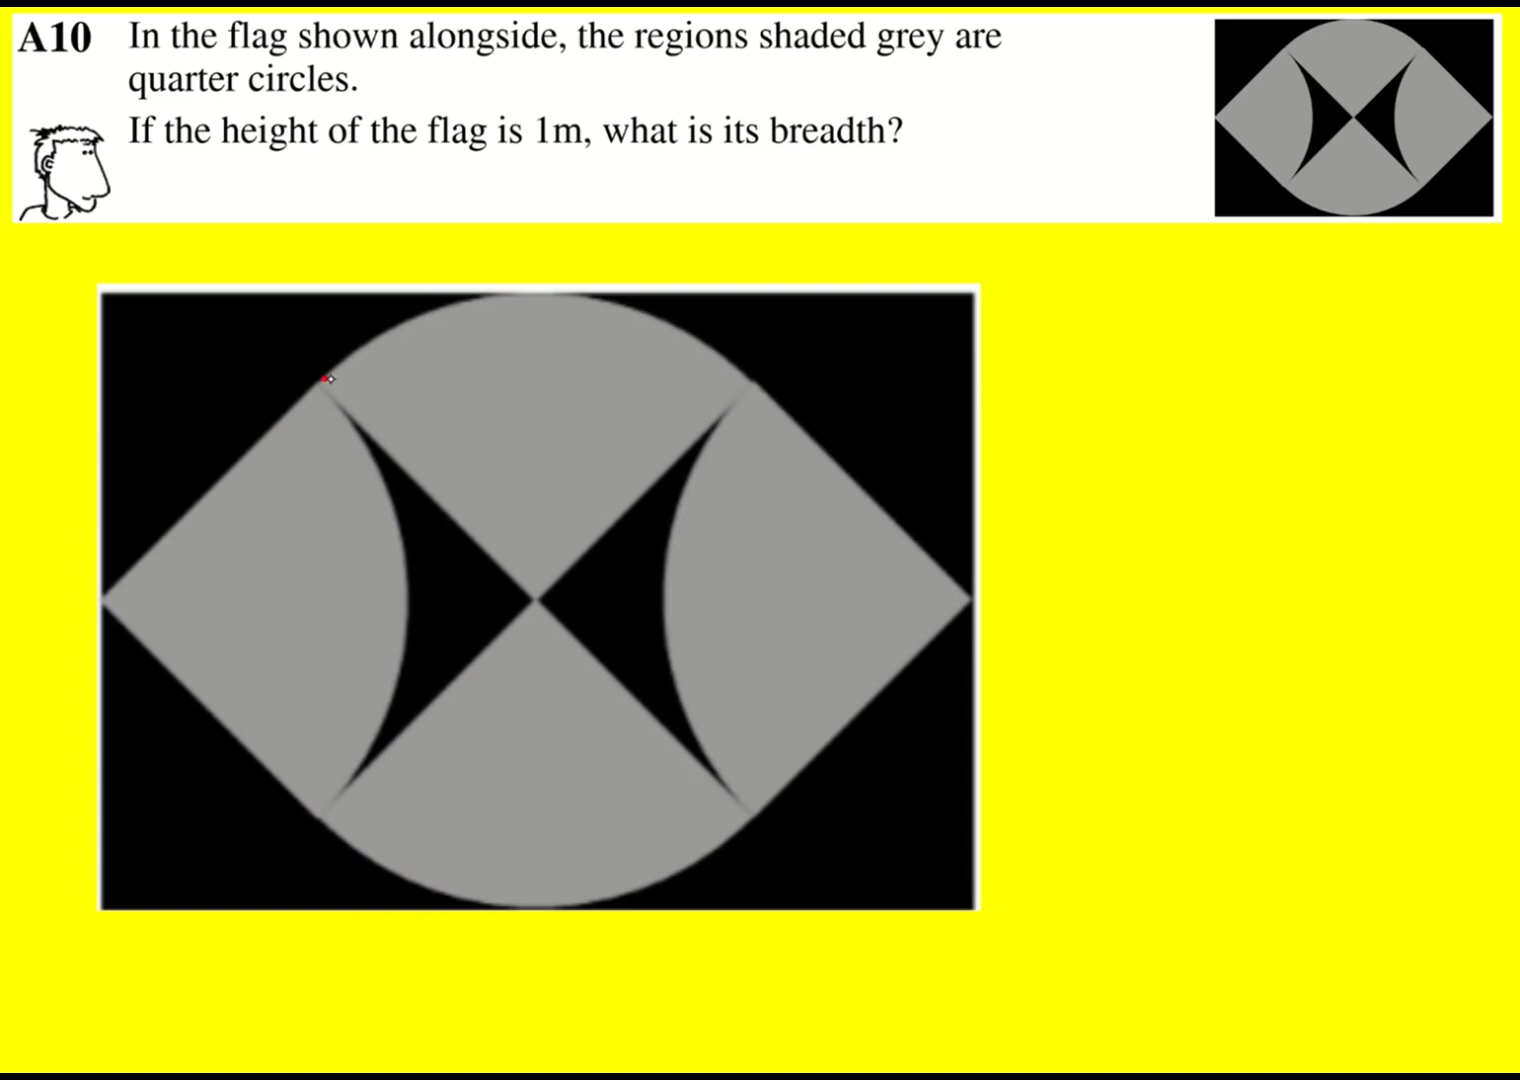 A10 In the flag shown alongside, the regions shaded grey are
quarter circles.
If the height of the flag is 1m, what is its breadth?